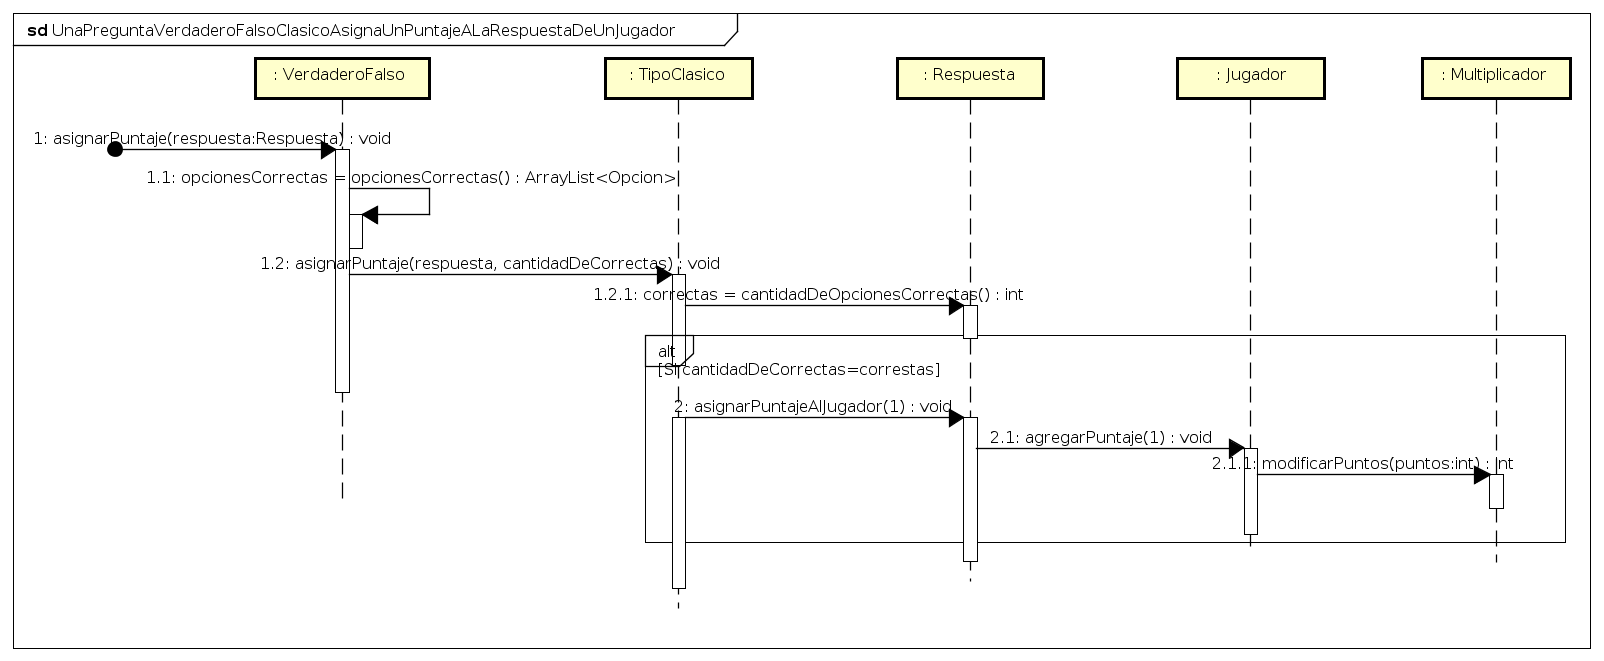 sd UnaPreguntaVerdaderoFalsoClasicoAsignaUnPuntajeALaRespuestaDeUnJugador
: VerdaderoFalso
: TipoClasico
: Respuesta
: Jugador
: Multiplicador
1: asignarPuntaje(respuesta:Respuesta) : void
1.1: opcionesCorrectas = opcionesCorrectas() : ArrayList<Opcion>
1.2: asignarPuntaje(respuesta, cantidadDeCorrectas) : void
1.2.1: correctas = cantidadDeOpcionesCorrectas() : int
alt
[Si cantidadDeCorrectas=correstas]
2: asignarPuntajeAlJugador(1) : void
2.1: agregarPuntaje(1) : void
2.1.1: modificarPuntos(puntos:int) : int